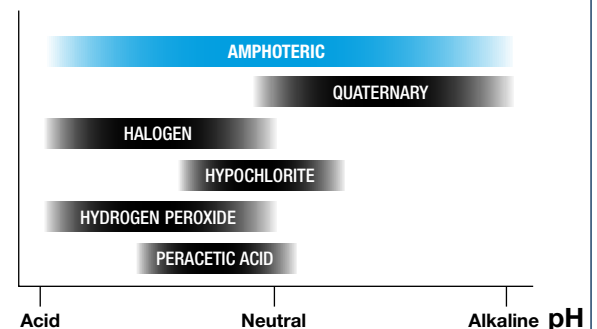 AMPHOTERIC
QUATERNARY
HALOGEN
HYPOCHLORITE
HYDROGEN PEROXIDE
PERACETIC ACID
Acid Neutral Alkaline pH